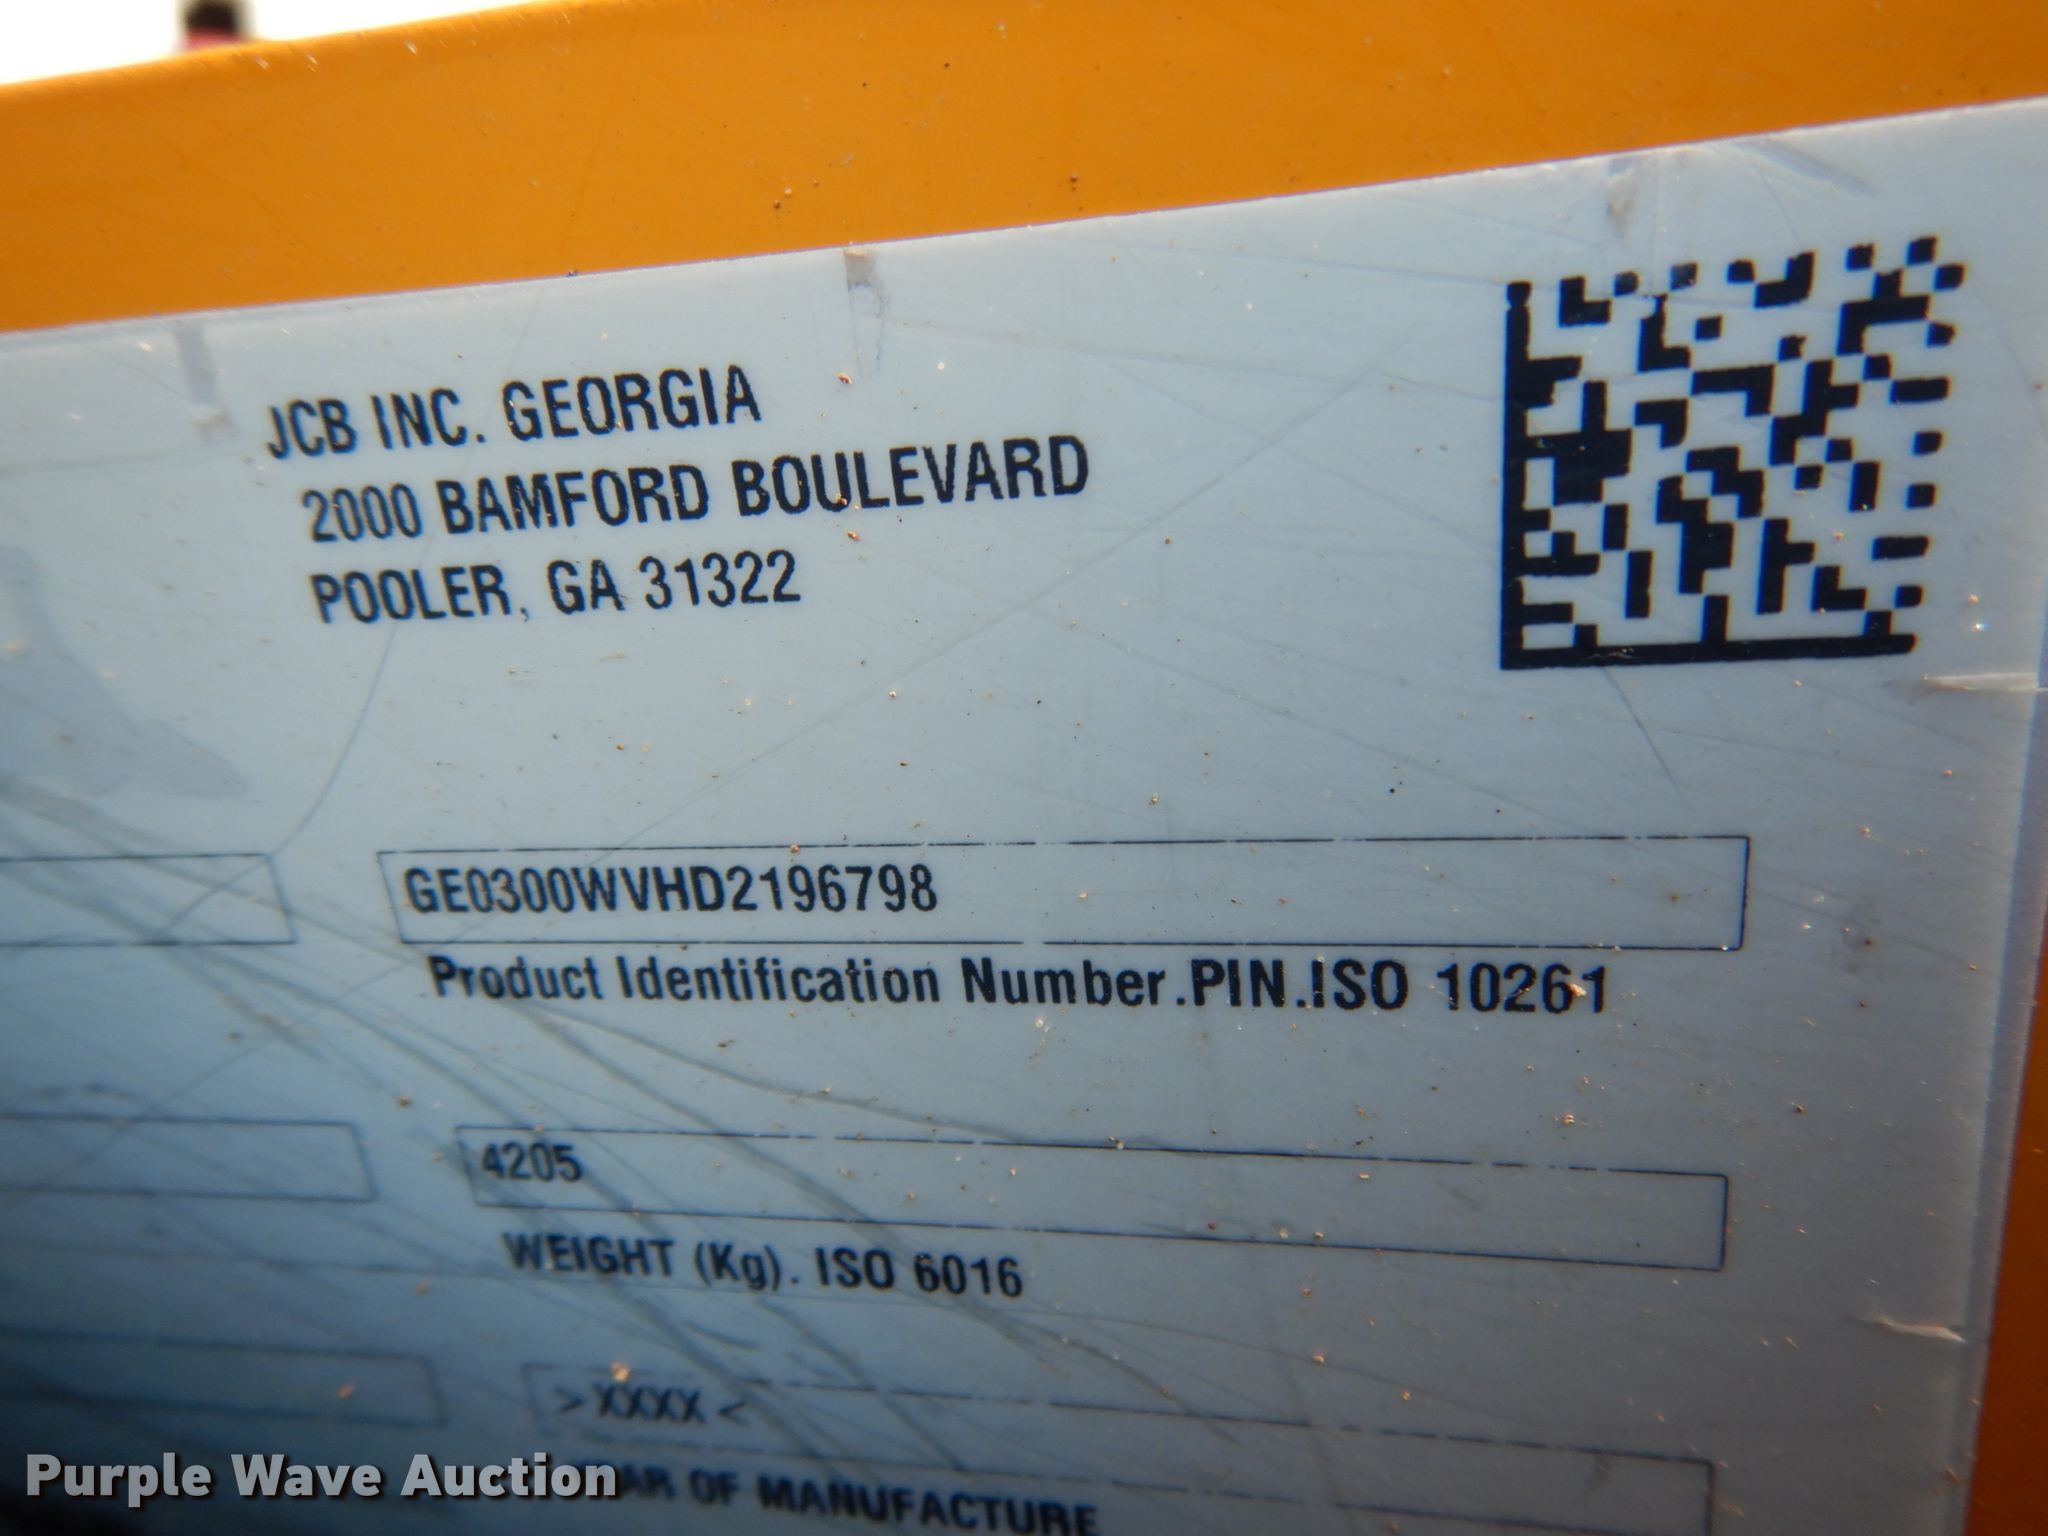 JCB INC. GEORGIA
2000 BAMFORD BOULEVARD
POOLER, GA 31322
GE0300WVHD2196798
Product Identification Number.PIN.ISO 10261
4205
WEIGHT (Kg). ISO 6016
>XXXX<
OF MANUFACTURE
Purple Wave Auction